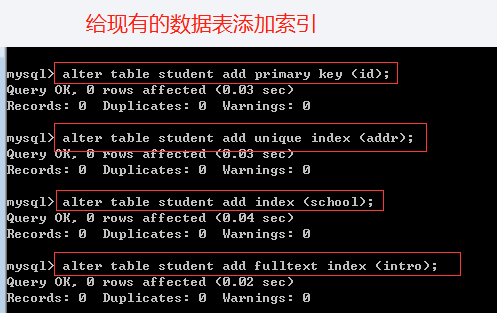 给现有的数据表添加索引
mysql> alter table student add primary key (id);
Query OK, 0 rows affected (0.03 sec)
Records: 0  Duplicates: 0  Warnings: 0
mysql> alter table student add unique index (addr);
Query OK, 0 rows affected (0.03 sec)
Records: 0  Duplicates: 0  Warnings: 0
mysql> alter table student add index (school);
Query OK, 0 rows affected (0.04 sec)
Records: 0  Duplicates: 0  Warnings: 0
mysql> alter table student add fulltext index (intro);
Query OK, 0 rows affected (0.02 sec)
Records: 0  Duplicates: 0  Warnings: 0